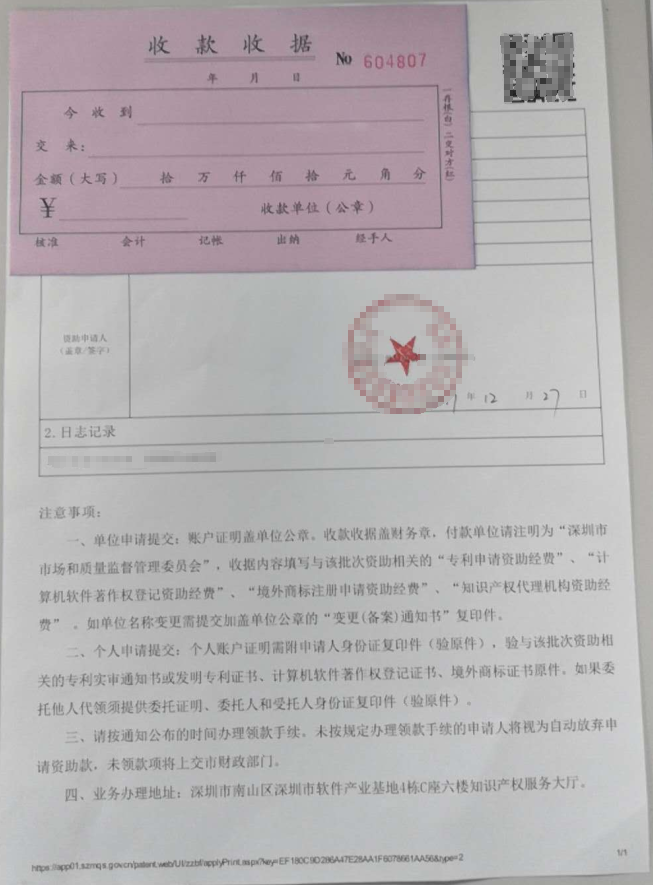 收款收据
No 604807
年 月 日
今收到
交来:
金额(大写) 拾 万 仟 佰 拾 元 角 分
¥ 收款单位(公章)
核准 会计 记帐 出纳 经手人
一存根(白) 二交对方(红)
资助申请人
(盖章/签字)
年 12 月 27 日
2.日志记录
注意事项:
一、单位申请提交:账户证明盖单位公章。收款收据盖财务章,付款单位请注明为“深圳市
市场和质量监督管理委员会”,收据内容填写与该批次资助相关的“专利申请资助经费”、“计
算机软件著作权登记资助经费”、“境外商标注册申请资助经费”、“知识产权代理机构资助经
费” 。如单位名称变更需提交加盖单位公章的“变更(备案)通知书”复印件。
二、个人申请提交:个人账户证明需附申请人身份证复印件(验原件),验与该批次资助相
关的专利实审通知书或发明专利证书、计算机软件著作权登记证书、境外商标证书原件。如果委
托他人代领须提供委托证明、委托人和受托人身份证复印件(验原件)。
三、请按通知公布的时间办理领款手续。未按规定办理领款手续的申请人将视为自动放弃申
请资助款,未领款项将上交市财政部门。
四、业务办理地址:深圳市南山区深圳市软件产业基地4栋C座六楼知识产权服务大厅。
https://app01.szmqs.gov.cn/patent.web/UI/zzbf/applyPrint.aspx?key=EF180C9D286A47E28AA1F6078661AA56&type=2
1/1